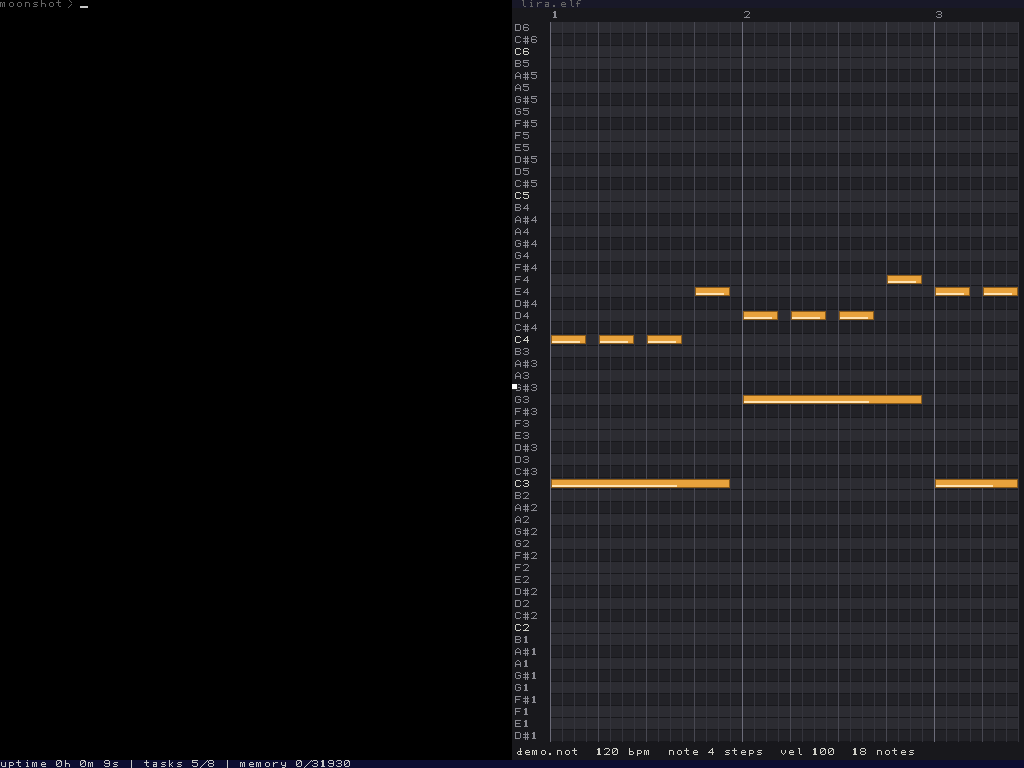 moonshot〉 _
lira.elf
1 2 3
D6
C#6
C6
B5
A#5
A5
G#5
G5
F#5
F5
E5
D#5
D5
C#5
C5
B4
A#4
A4
G#4
G4
F#4
F4
E4
D#4
D4
C#4
C4
B3
A#3
A3
G#3
G3
F#3
F3
E3
D#3
D3
C#3
C3
B2
A#2
A2
G#2
G2
F#2
F2
E2
D#2
D2
C#2
C2
B1
A#1
A1
G#1
G1
F#1
F1
E1
D#1
demo.not 120 bpm note 4 steps vel 100 18 notes
uptime 0h 0m 9s | tasks 5/8 | memory 0/31930